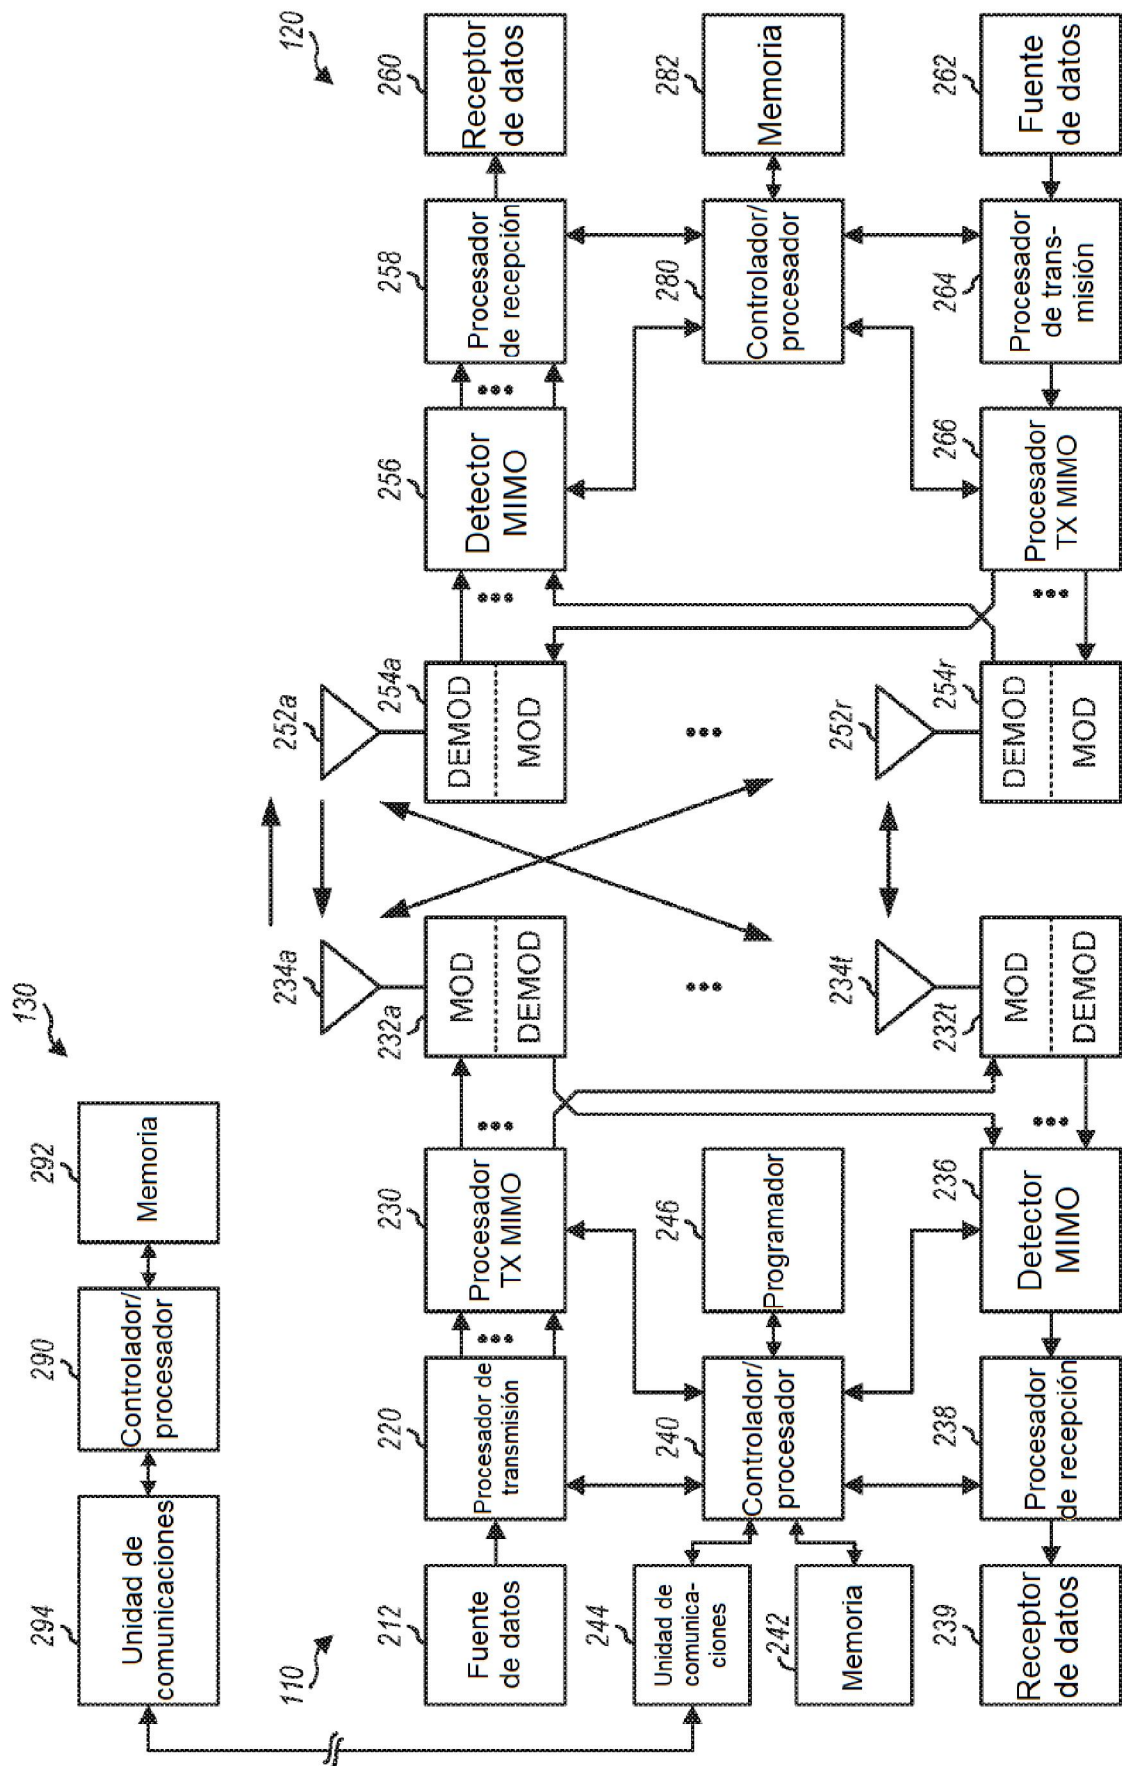 130
294
Unidad de
comunicaciones
290
Controlador/
procesador
292
Memoria
110
120
212
Fuente
de datos
220
Procesador de
transmisión
230
Procesador
TX MIMO
232a
MOD
DEMOD
234a
252a
254a
DEMOD
MOD
256
Detector
MIMO
258
Procesador
de recepción
260
Receptor
de datos
244
Unidad de
comunica-
ciones
242
Memoria
240
Controlador/
procesador
246
Programador
280
Controlador/
procesador
282
Memoria
239
Receptor
de datos
238
Procesador
de recepción
236
Detector
MIMO
232t
MOD
DEMOD
234t
252r
254r
DEMOD
MOD
266
Procesador
TX MIMO
264
Procesador
de trans-
misión
262
Fuente
de datos